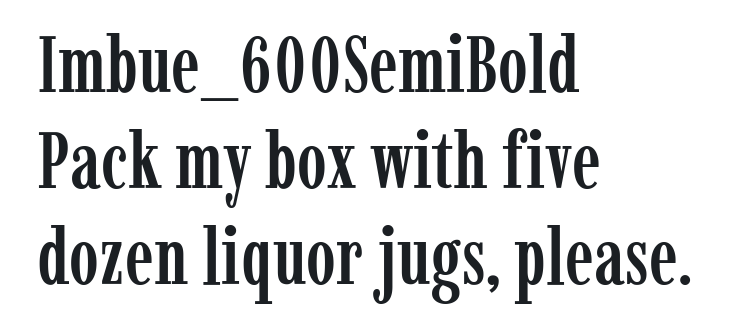 Imbue_600SemiBold
Pack my box with five
dozen liquor jugs, please.